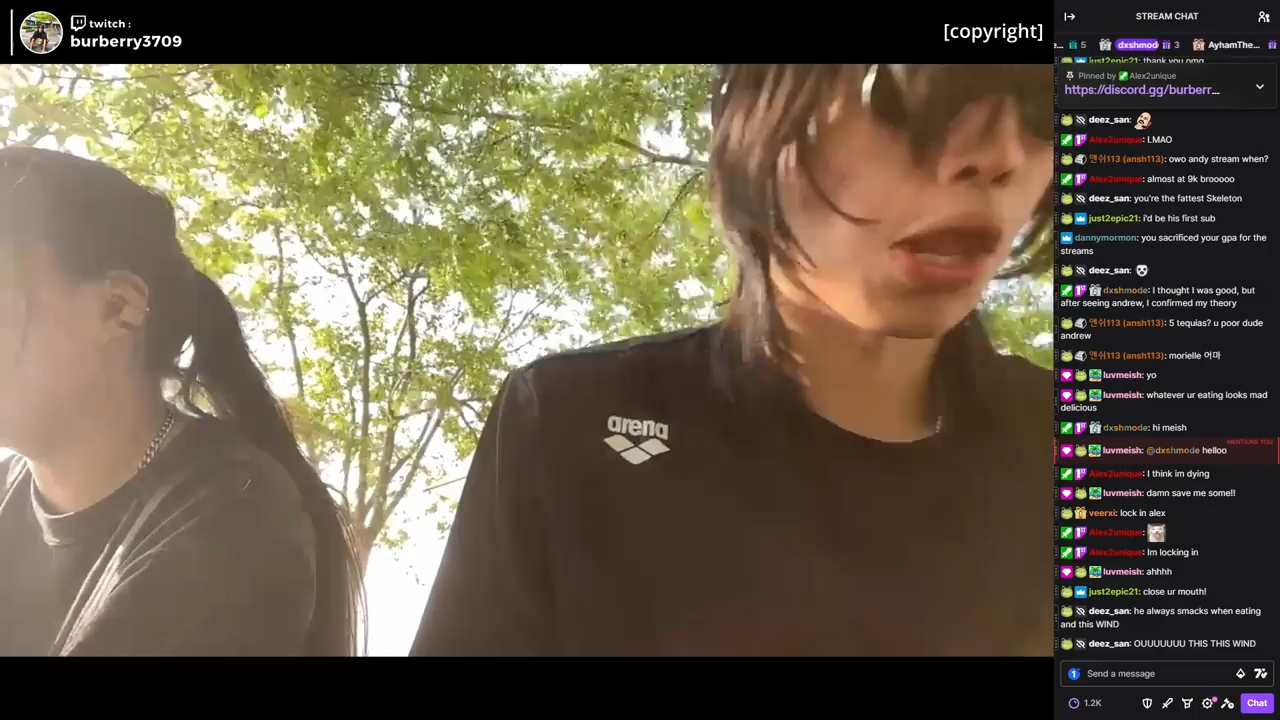 twitch :
burberry3709
[copyright]
arena
STREAM CHAT
5
dxshmod
3
AyhamThe...
just2epic21: thank you omg
Pinned by Alex2unique
https://discord.gg/burberr...
deez_san:
Alex2unique: LMAO
맨쉬113 (ansh113): owo andy stream when?
Alex2unique: almost at 9k brooooo
deez_san: you're the fattest Skeleton
just2epic21: i'd be his first sub
dannymormon: you sacrificed your gpa for the
streams
deez_san:
dxshmode: I thought I was good, but
after seeing andrew, I confirmed my theory
맨쉬113 (ansh113): 5 tequias? u poor dude
andrew
맨쉬113 (ansh113): morielle 어마
luvmeish: yo
luvmeish: whatever ur eating looks mad
delicious
dxshmode: hi meish
MENTIONS YOU
luvmeish: @dxshmode helloo
Alex2unique: I think im dying
luvmeish: damn save me some!!
veerxi: lock in alex
Alex2unique:
Alex2unique: Im locking in
luvmeish: ahhhh
just2epic21: close ur mouth!
deez_san: he always smacks when eating
and this WIND
deez_san: OUUUUUUU THIS THIS WIND
1
Send a message
1.2K
Chat